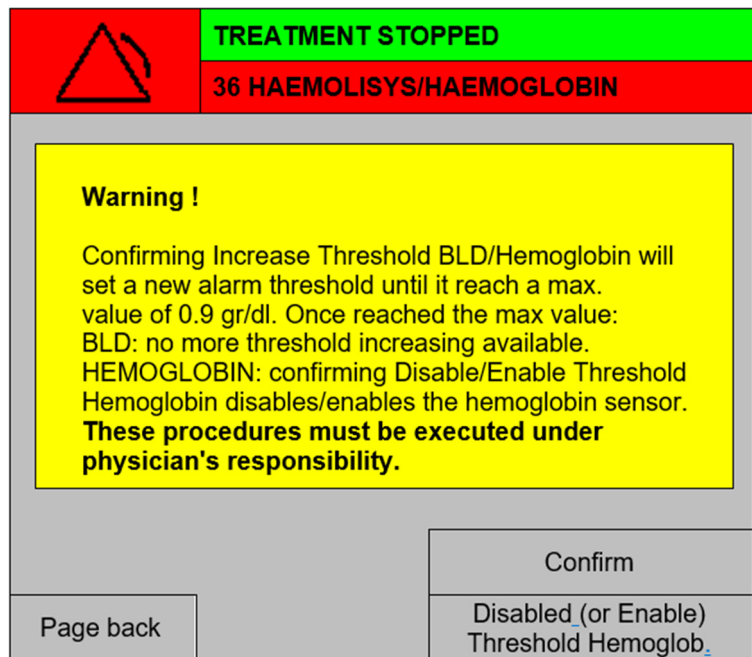 TREATMENT STOPPED
36 HAEMOLISYS/HAEMOGLOBIN
Warning !
Confirming Increase Threshold BLD/Hemoglobin will
set a new alarm threshold until it reach a max.
value of 0.9 gr/dl. Once reached the max value:
BLD: no more threshold increasing available.
HEMOGLOBIN: confirming Disable/Enable Threshold
Hemoglobin disables/enables the hemoglobin sensor.
These procedures must be executed under
physician's responsibility.
Confirm
Page back
Disabled (or Enable)
Threshold Hemoglob.